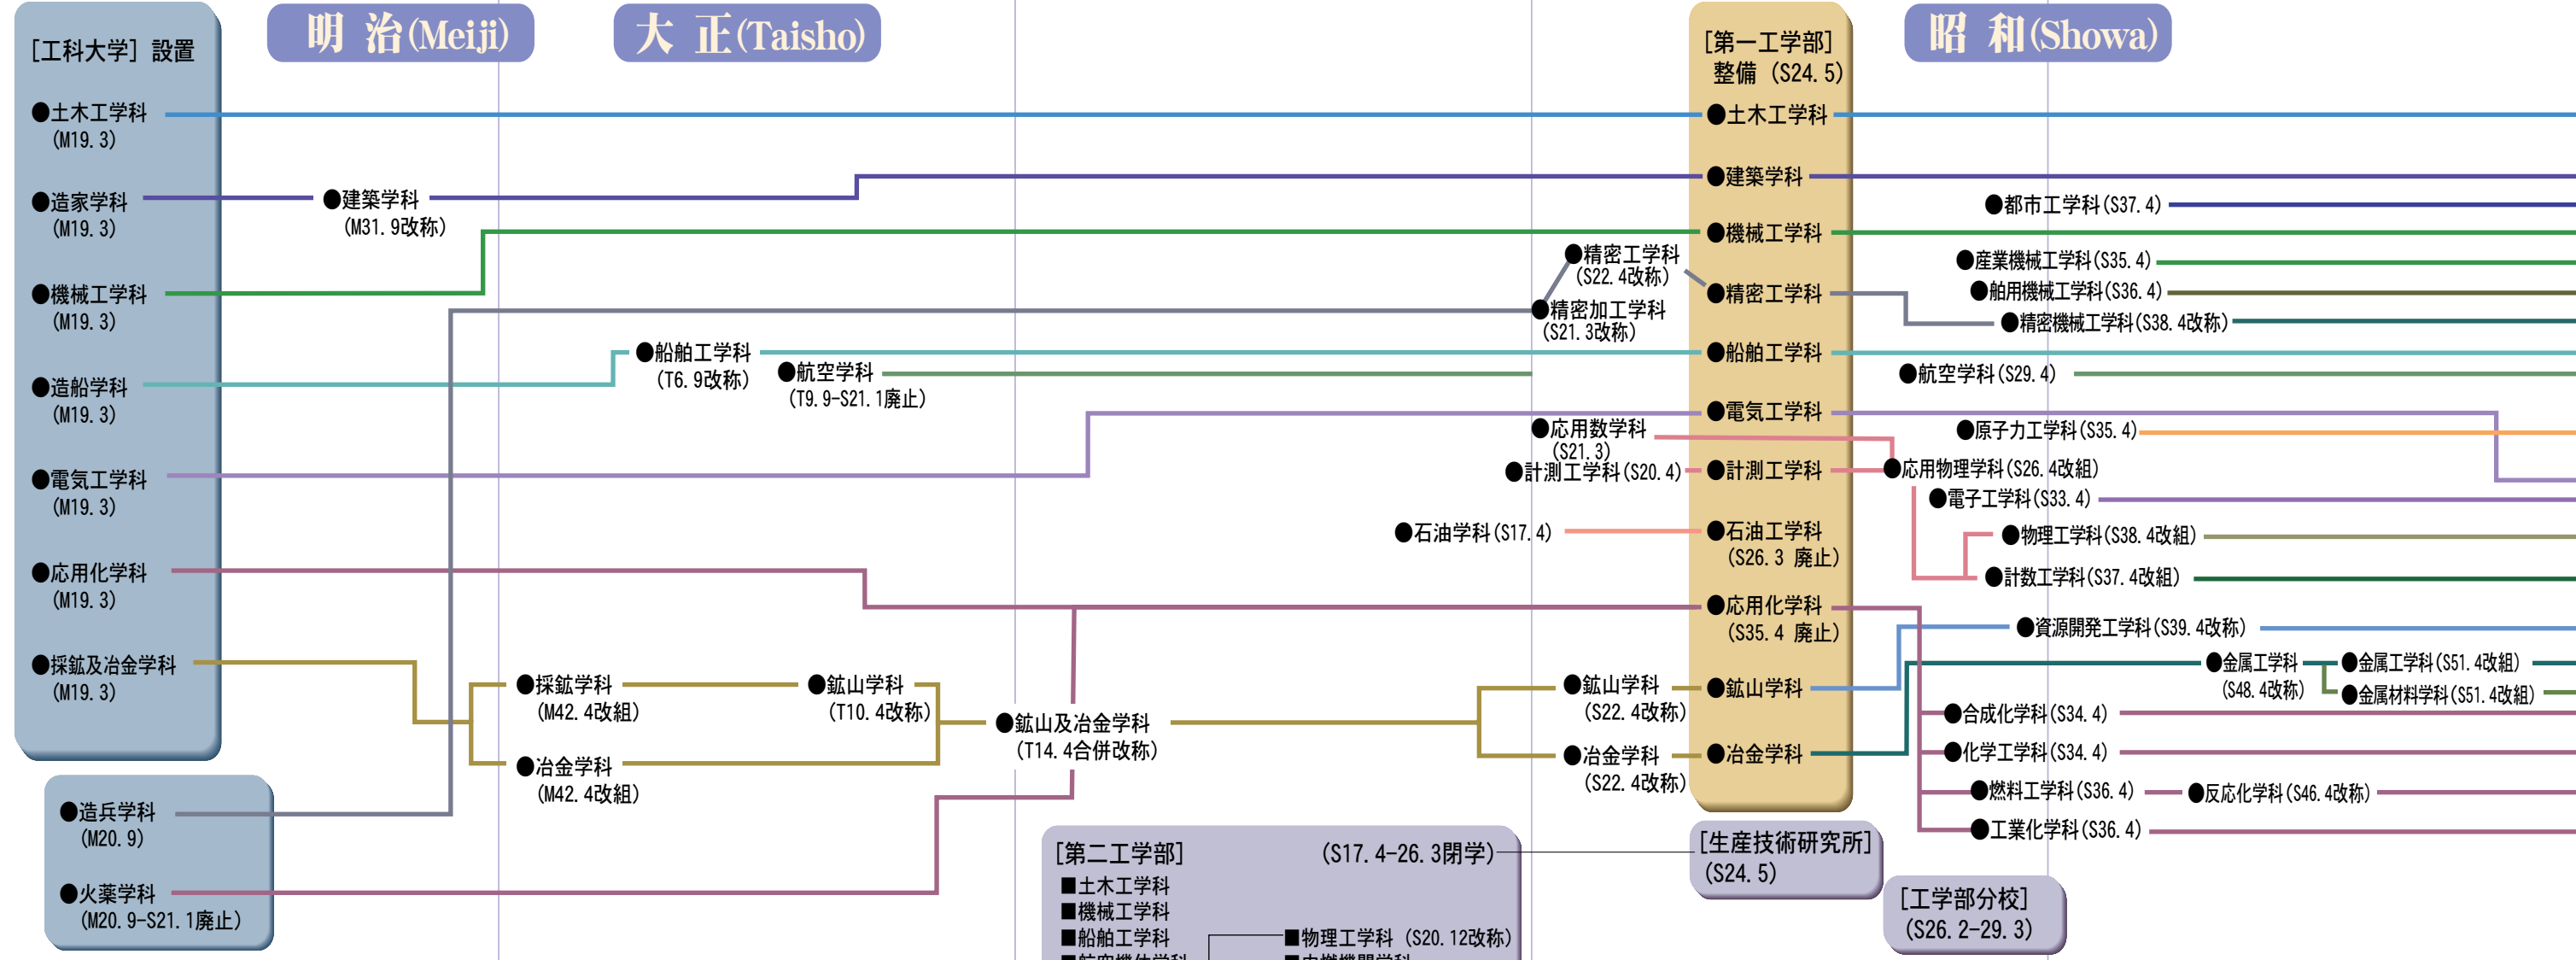 [工科大学] 設置
明 治(Meiji)
大 正(Taisho)
[第一工学部]
整備 (S24.5)
昭 和(Showa)
●土木工学科
(M19.3)
●造家学科
(M19.3)
●機械工学科
(M19.3)
●造船学科
(M19.3)
●電気工学科
(M19.3)
●応用化学科
(M19.3)
●採鉱及冶金学科
(M19.3)
●造兵学科
(M20.9)
●火薬学科
(M20.9-S21.1廃止)
●建築学科
(M31.9改称)
●船舶工学科
(T6.9改称)
●航空学科
(T9.9-S21.1廃止)
●採鉱学科
(M42.4改組)
●冶金学科
(M42.4改組)
●鉱山学科
(T10.4改称)
●鉱山及冶金学科
(T14.4合併改称)
●精密工学科
(S22.4改称)
●精密加工学科
(S21.3改称)
●応用数学科
(S21.3)
●計測工学科(S20.4)
●石油学科(S17.4)
●鉱山学科
(S22.4改称)
●冶金学科
(S22.4改称)
●土木工学科
●建築学科
●機械工学科
●精密工学科
●船舶工学科
●電気工学科
●計測工学科
●石油工学科
(S26.3 廃止)
●応用化学科
(S35.4 廃止)
●鉱山学科
●冶金学科
●都市工学科(S37.4)
●産業機械工学科(S35.4)
●舶用機械工学科(S36.4)
●精密機械工学科(S38.4改称)
●航空学科(S29.4)
●原子力工学科(S35.4)
●応用物理学科(S26.4改組)
●電子工学科(S33.4)
●物理工学科(S38.4改組)
●計数工学科(S37.4改組)
●資源開発工学科(S39.4改称)
●金属工学科
(S48.4改称)
●金属工学科(S51.4改組)
●金属材料学科(S51.4改組)
●合成化学科(S34.4)
●化学工学科(S34.4)
●燃料工学科(S36.4)
●反応化学科(S46.4改称)
●工業化学科(S36.4)
[第二工学部]
(S17.4-26.3閉学)
■土木工学科
■機械工学科
■船舶工学科
■航空機体学科
■物理工学科 (S20.12改称)
■内燃機関学科
[生産技術研究所]
(S24.5)
[工学部分校]
(S26.2-29.3)